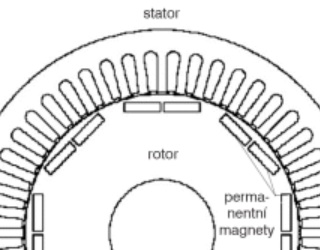 stator
rotor
perma-
nentní
magnety